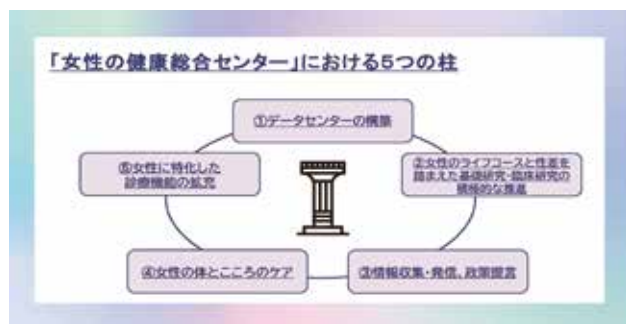 「女性の健康総合センター」における5つの柱
①データセンターの構築
②女性のライフコースと性差を
踏まえた基礎研究・臨床研究の
積極的な推進
③情報収集・発信、政策提言
④女性の体とこころのケア
⑤女性に特化した
診療機能の拡充